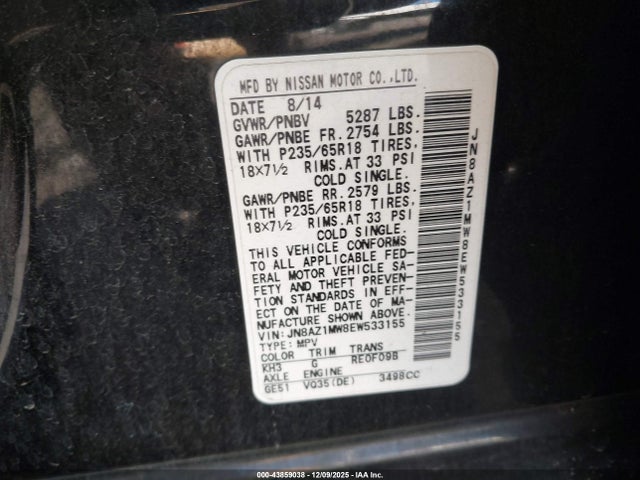 MFD BY NISSAN MOTOR CO.,LTD.
DATE 8/14
GVWR/PNBV 5287 LBS.
GAWR/PNBE FR. 2754 LBS.
WITH P235/65R18 TIRES,
18X7½ RIMS.AT 33 PSI
COLD SINGLE.
GAWR/PNBE RR. 2579 LBS.
WITH P235/65R18 TIRES,
18X7½ RIMS.AT 33 PSI
COLD SINGLE.
THIS VEHICLE CONFORMS
TO ALL APPLICABLE FED-
ERAL MOTOR VEHICLE SA-
FETY AND THEFT PREVEN-
TION STANDARDS IN EFF-
ECT ON THE DATE OF MA-
NUFACTURE SHOWN ABOVE.
VIN: JN8AZ1MW8EW533155
TYPE: MPV
COLOR TRIM TRANS
KH3 G RE0F09B
AXLE ENGINE
GE51 VQ35(DE) 3498CC
JN8AZ1MW8EW533155
000-43859038 - 12/09/2025 - IAA Inc.